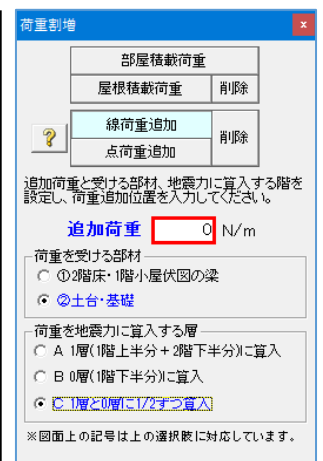 荷重割増
x
部屋積載荷重
屋根積載荷重 削除
?
線荷重追加
点荷重追加
削除
追加荷重と受ける部材、地震力に算入する階を
設定し、荷重追加位置を入力してください。
追加荷重 0 N/m
荷重を受ける部材
①2階床・1階小屋伏図の梁
②土台・基礎
荷重を地震力に算入する層
A 1層(1階上半分+2階下半分)に算入
B 0層(1階下半分)に算入
C 1層と0層に1/2ずつ算入
※図面上の記号は上の選択肢に対応しています。